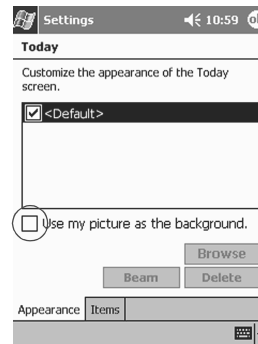 Settings 10:59 ok
Today
Customize the appearance of the Today
screen.
<Default>
Use my picture as the background.
Browse
Beam Delete
Appearance Items